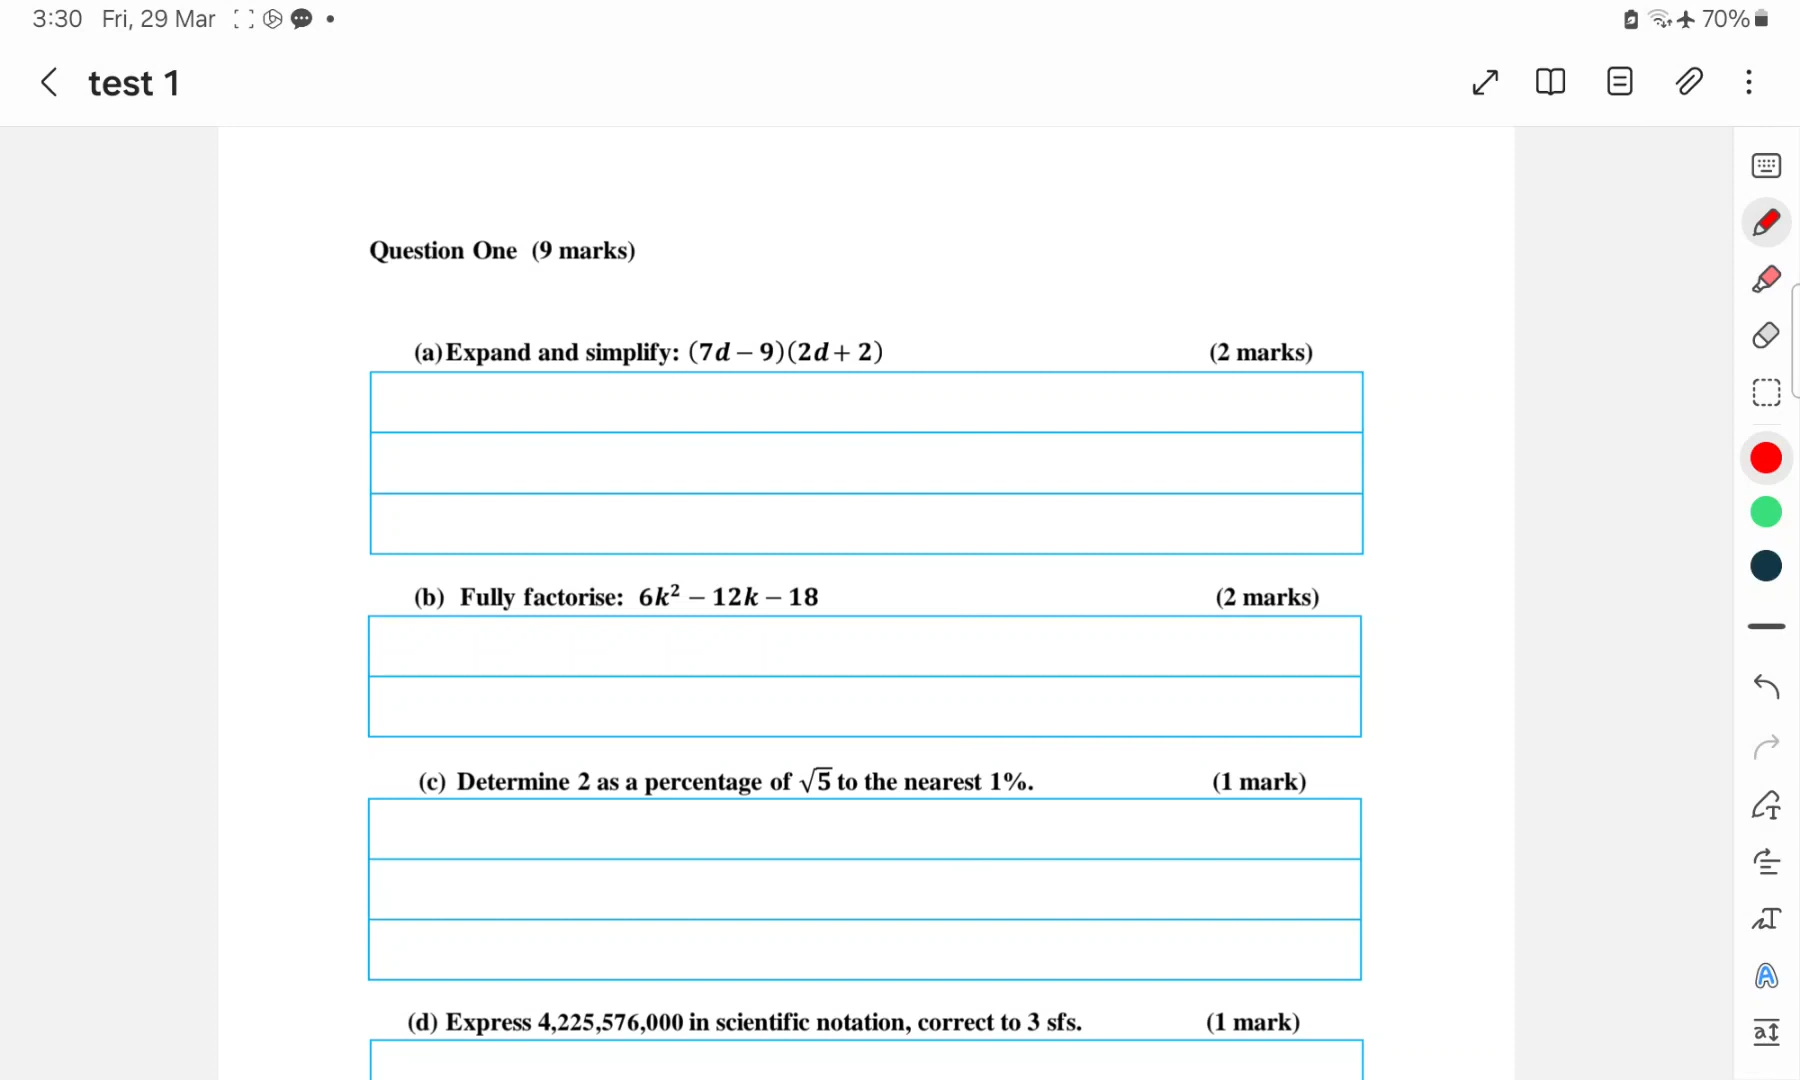 3:30 Fri, 29 Mar 70%
test 1
Question One (9 marks)
(a) Expand and simplify: (7d – 9)(2d + 2) (2 marks)
(b) Fully factorise: 6k² – 12k – 18 (2 marks)
(c) Determine 2 as a percentage of √5 to the nearest 1%. (1 mark)
(d) Express 4,225,576,000 in scientific notation, correct to 3 sfs. (1 mark)